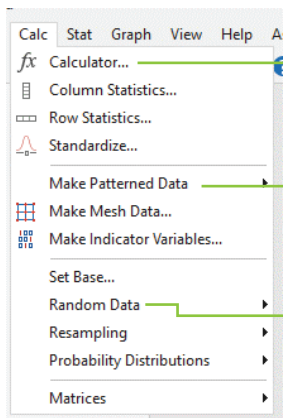 Calc Stat Graph View Help A
fx Calculator...
Column Statistics...
Row Statistics...
Standardize...
Make Patterned Data
Make Mesh Data...
Make Indicator Variables...
Set Base...
Random Data
Resampling
Probability Distributions
Matrices